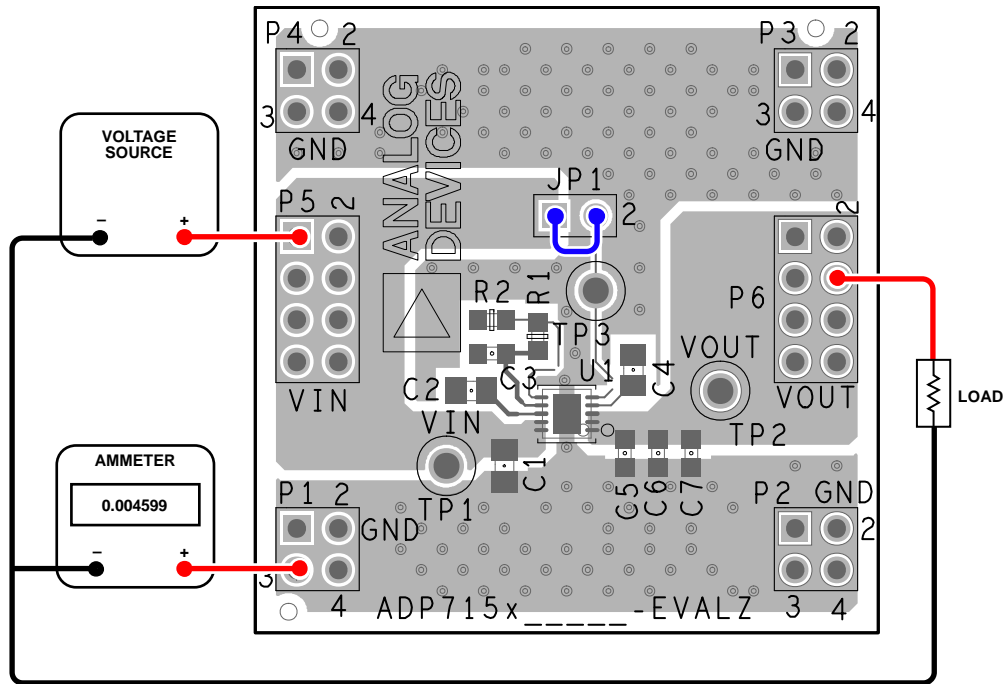 P4 2
3 4
GND
P3 2
3 4
GND
ANALOG
DEVICES
VOLTAGE
SOURCE
– +
P5 2
VIN
JP1
2
R2
R1
TP3
U1
C3
C2
C4
VIN
TP1
C1
C5
C6
C7
P6 2
VOUT
VOUT
TP2
LOAD
AMMETER
0.004599
– +
P1 2
GND
3 4
P2 GND
2
3 4
ADP715x_____-EVALZ